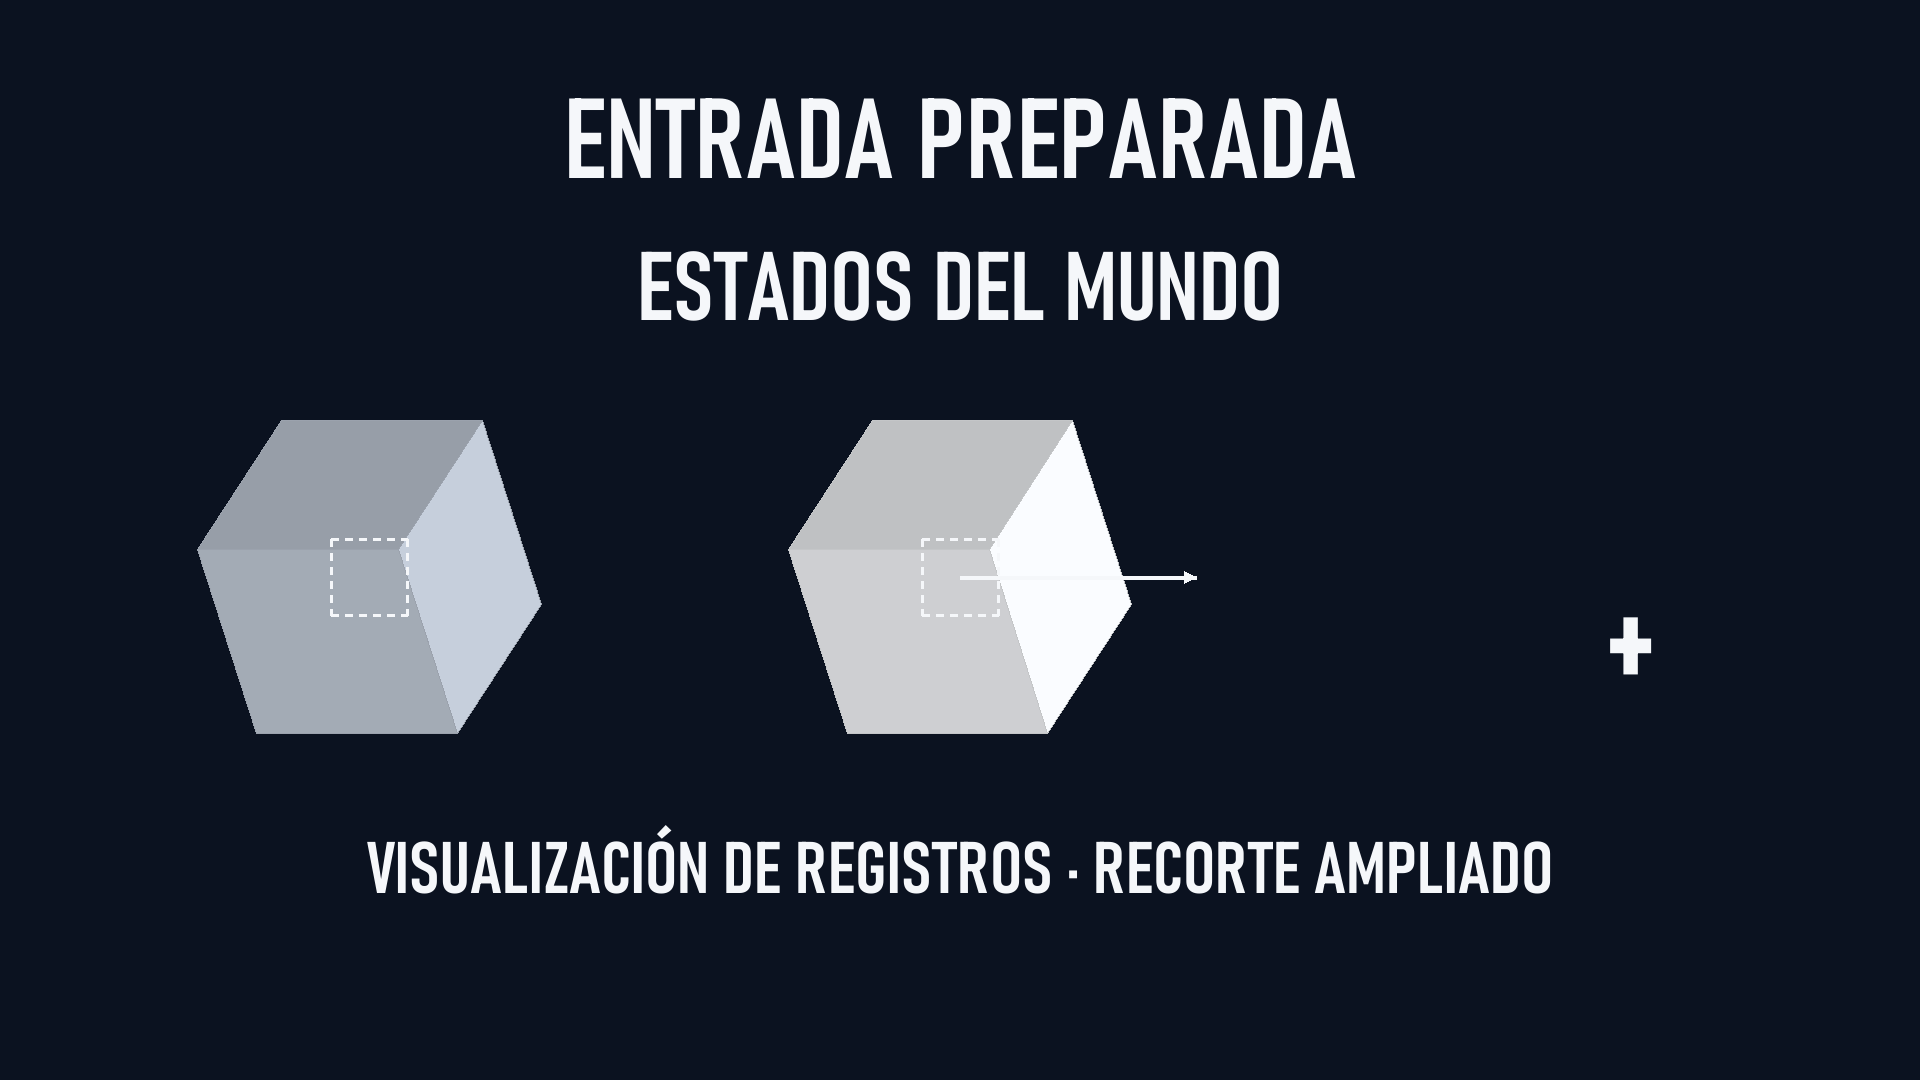 ENTRADA PREPARADA
ESTADOS DEL MUNDO
+
VISUALIZACIÓN DE REGISTROS · RECORTE AMPLIADO